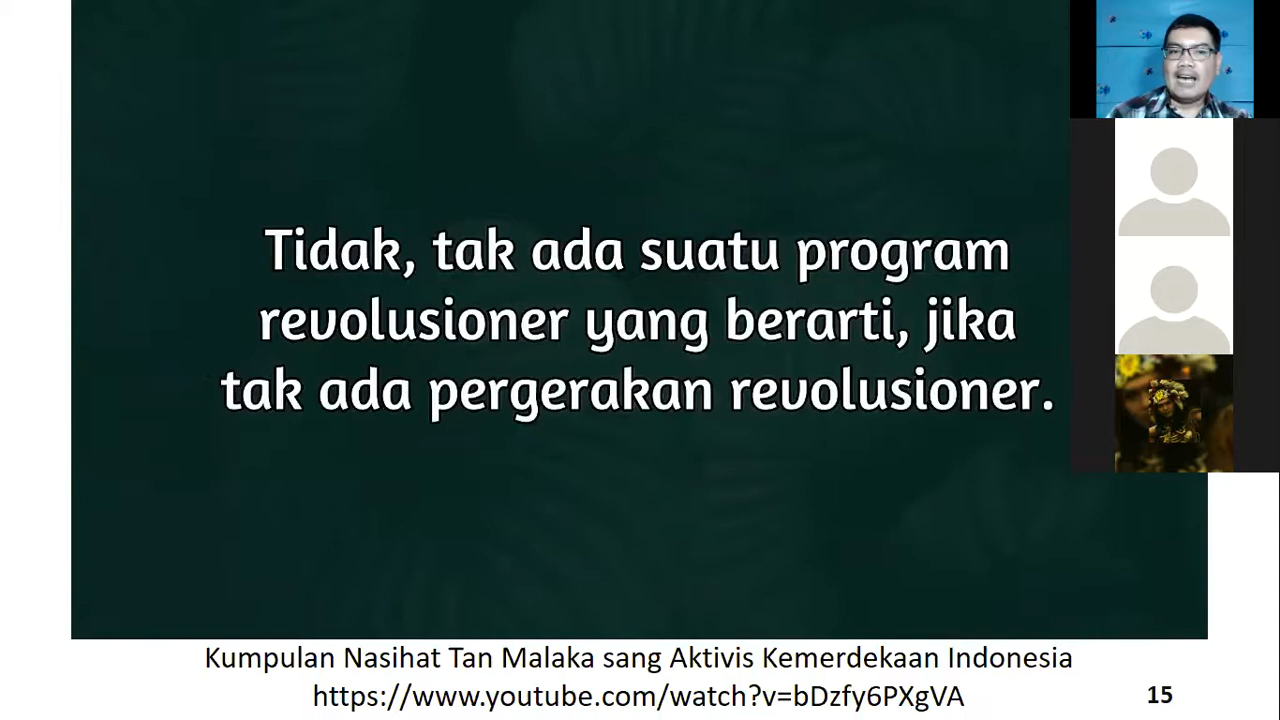 Tidak, tak ada suatu program
revolusioner yang berarti, jika
tak ada pergerakan revolusioner.
Kumpulan Nasihat Tan Malaka sang Aktivis Kemerdekaan Indonesia
https://www.youtube.com/watch?v=bDzfy6PXgVA
15